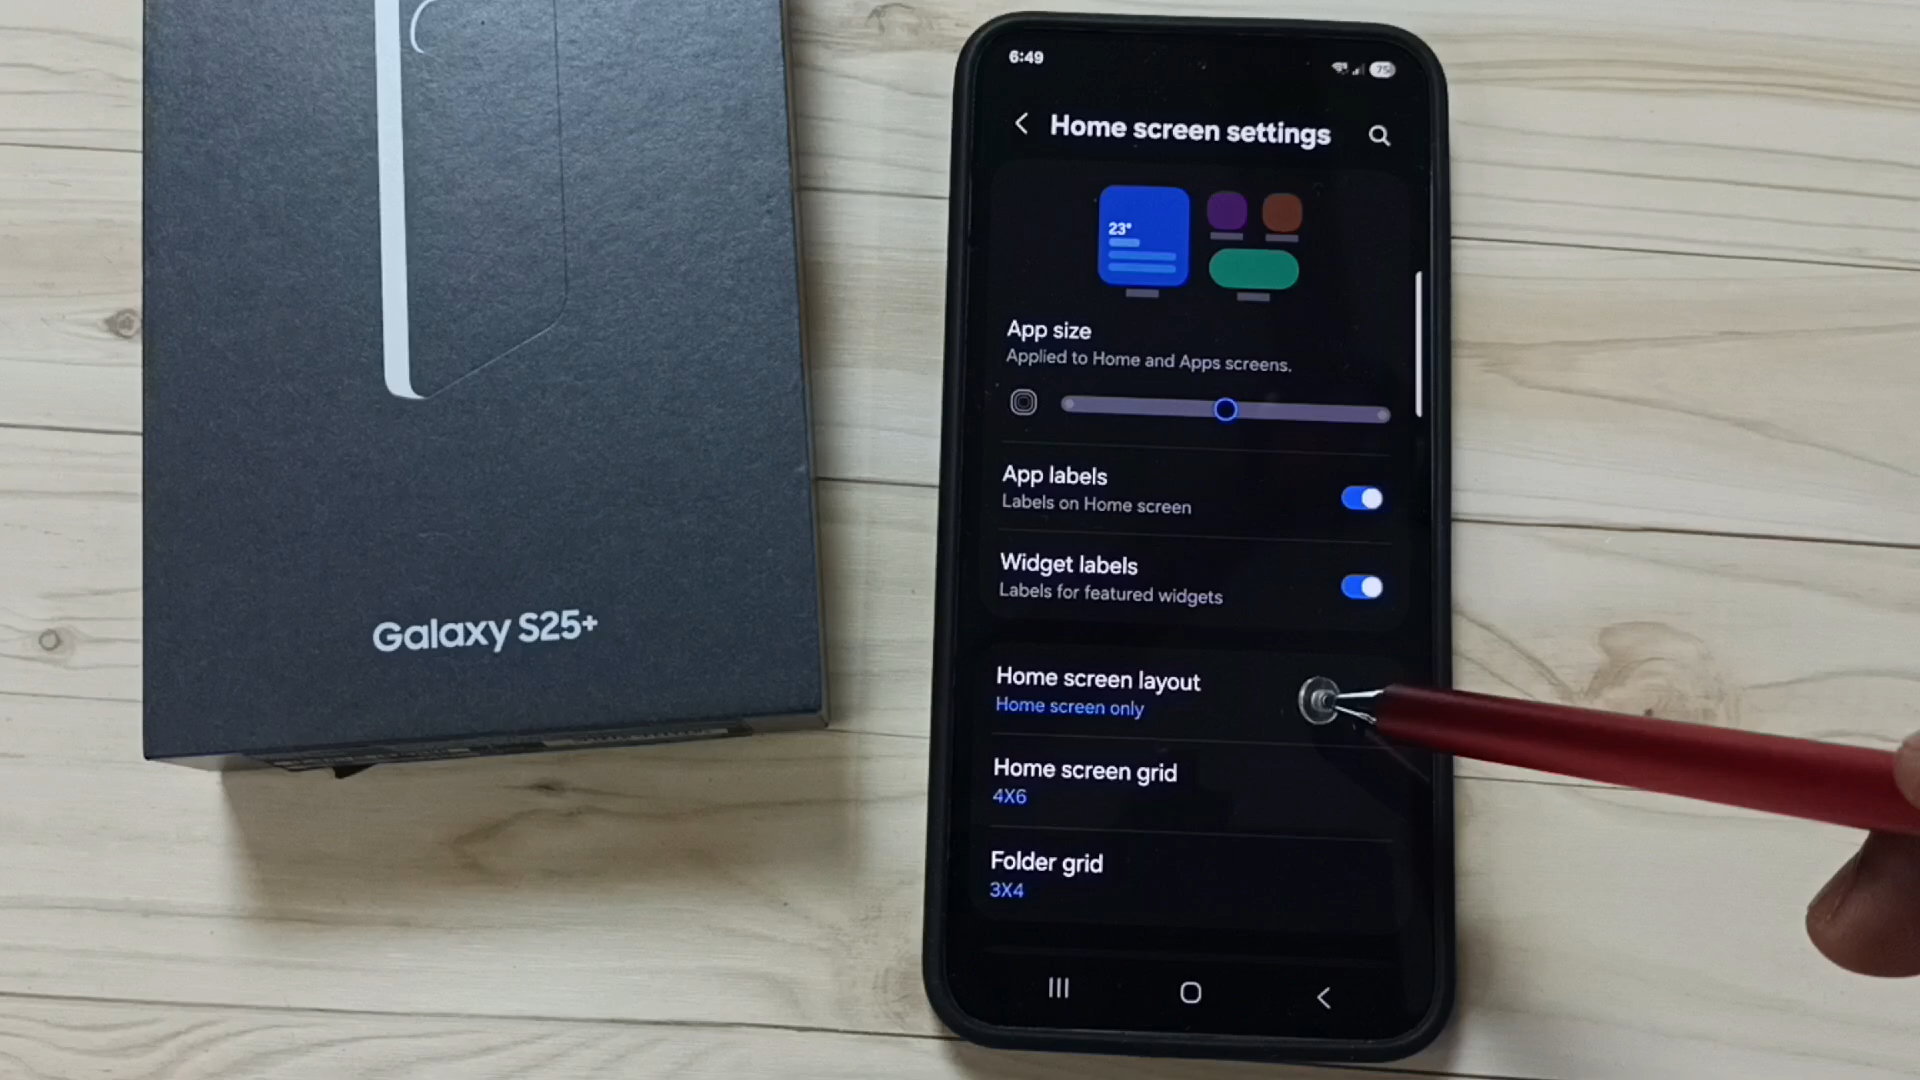 Galaxy S25+
6:49
75
Home screen settings
23°
App size
Applied to Home and Apps screens.
App labels
Labels on Home screen
Widget labels
Labels for featured widgets
Home screen layout
Home screen only
Home screen grid
4X6
Folder grid
3X4